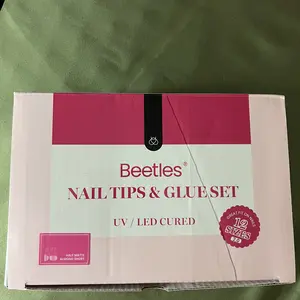 Beetles®
NAIL TIPS & GLUE SET
UV / LED CURED
12
SIZES